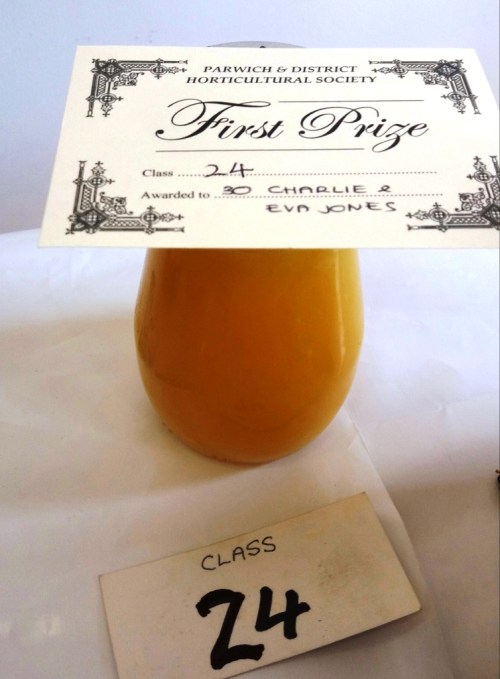 PARWICH & DISTRICT
HORTICULTURAL SOCIETY
First Prize
Class 24
Awarded to 30 CHARLIE &
EVA JONES
CLASS
24